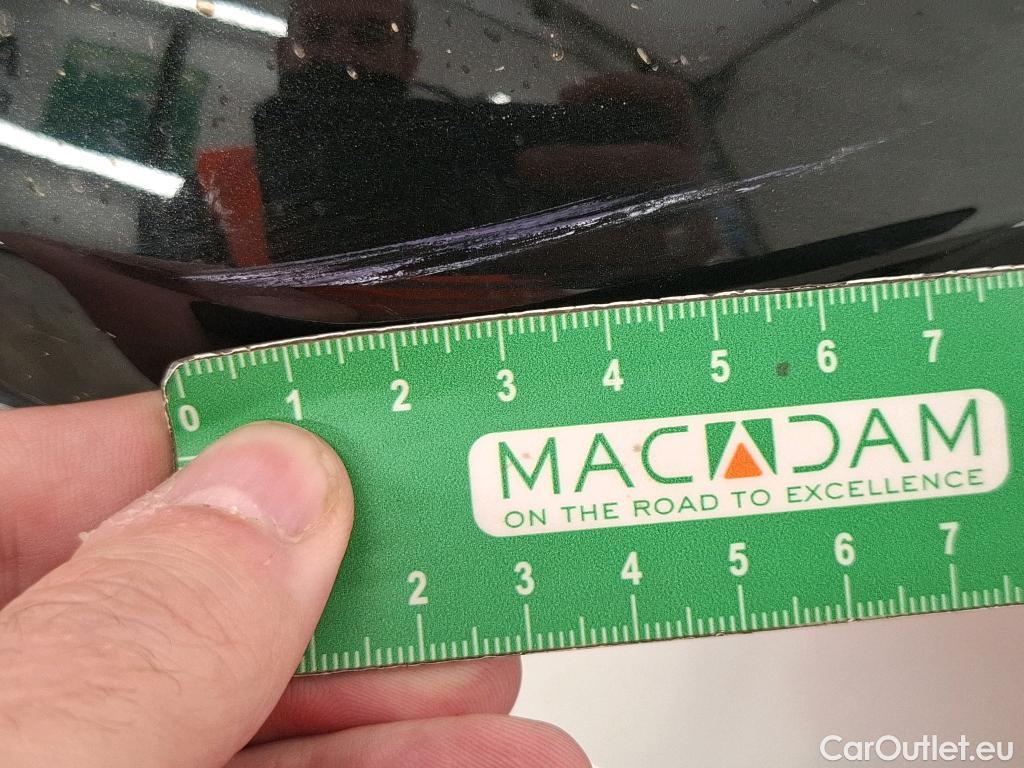 0 1 2 3 4 5 6 7
MACADAM
ON THE ROAD TO EXCELLENCE
2 3 4 5 6 7
CarOutlet.eu